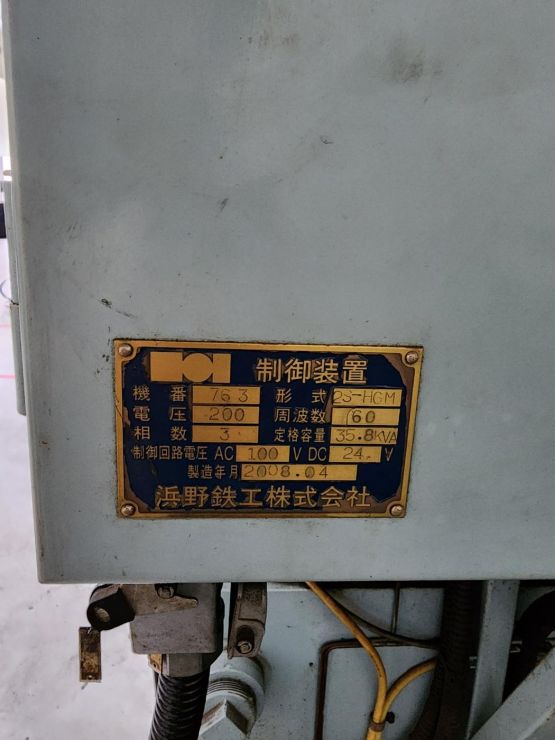 制御装置
機番 763 形式 2S-HGM
電圧 200 周波数 60
相数 3 定格容量 35.8KVA
制御回路電圧 AC 100 V DC 24 V
製造年月 2008.04
浜野鉄工株式会社